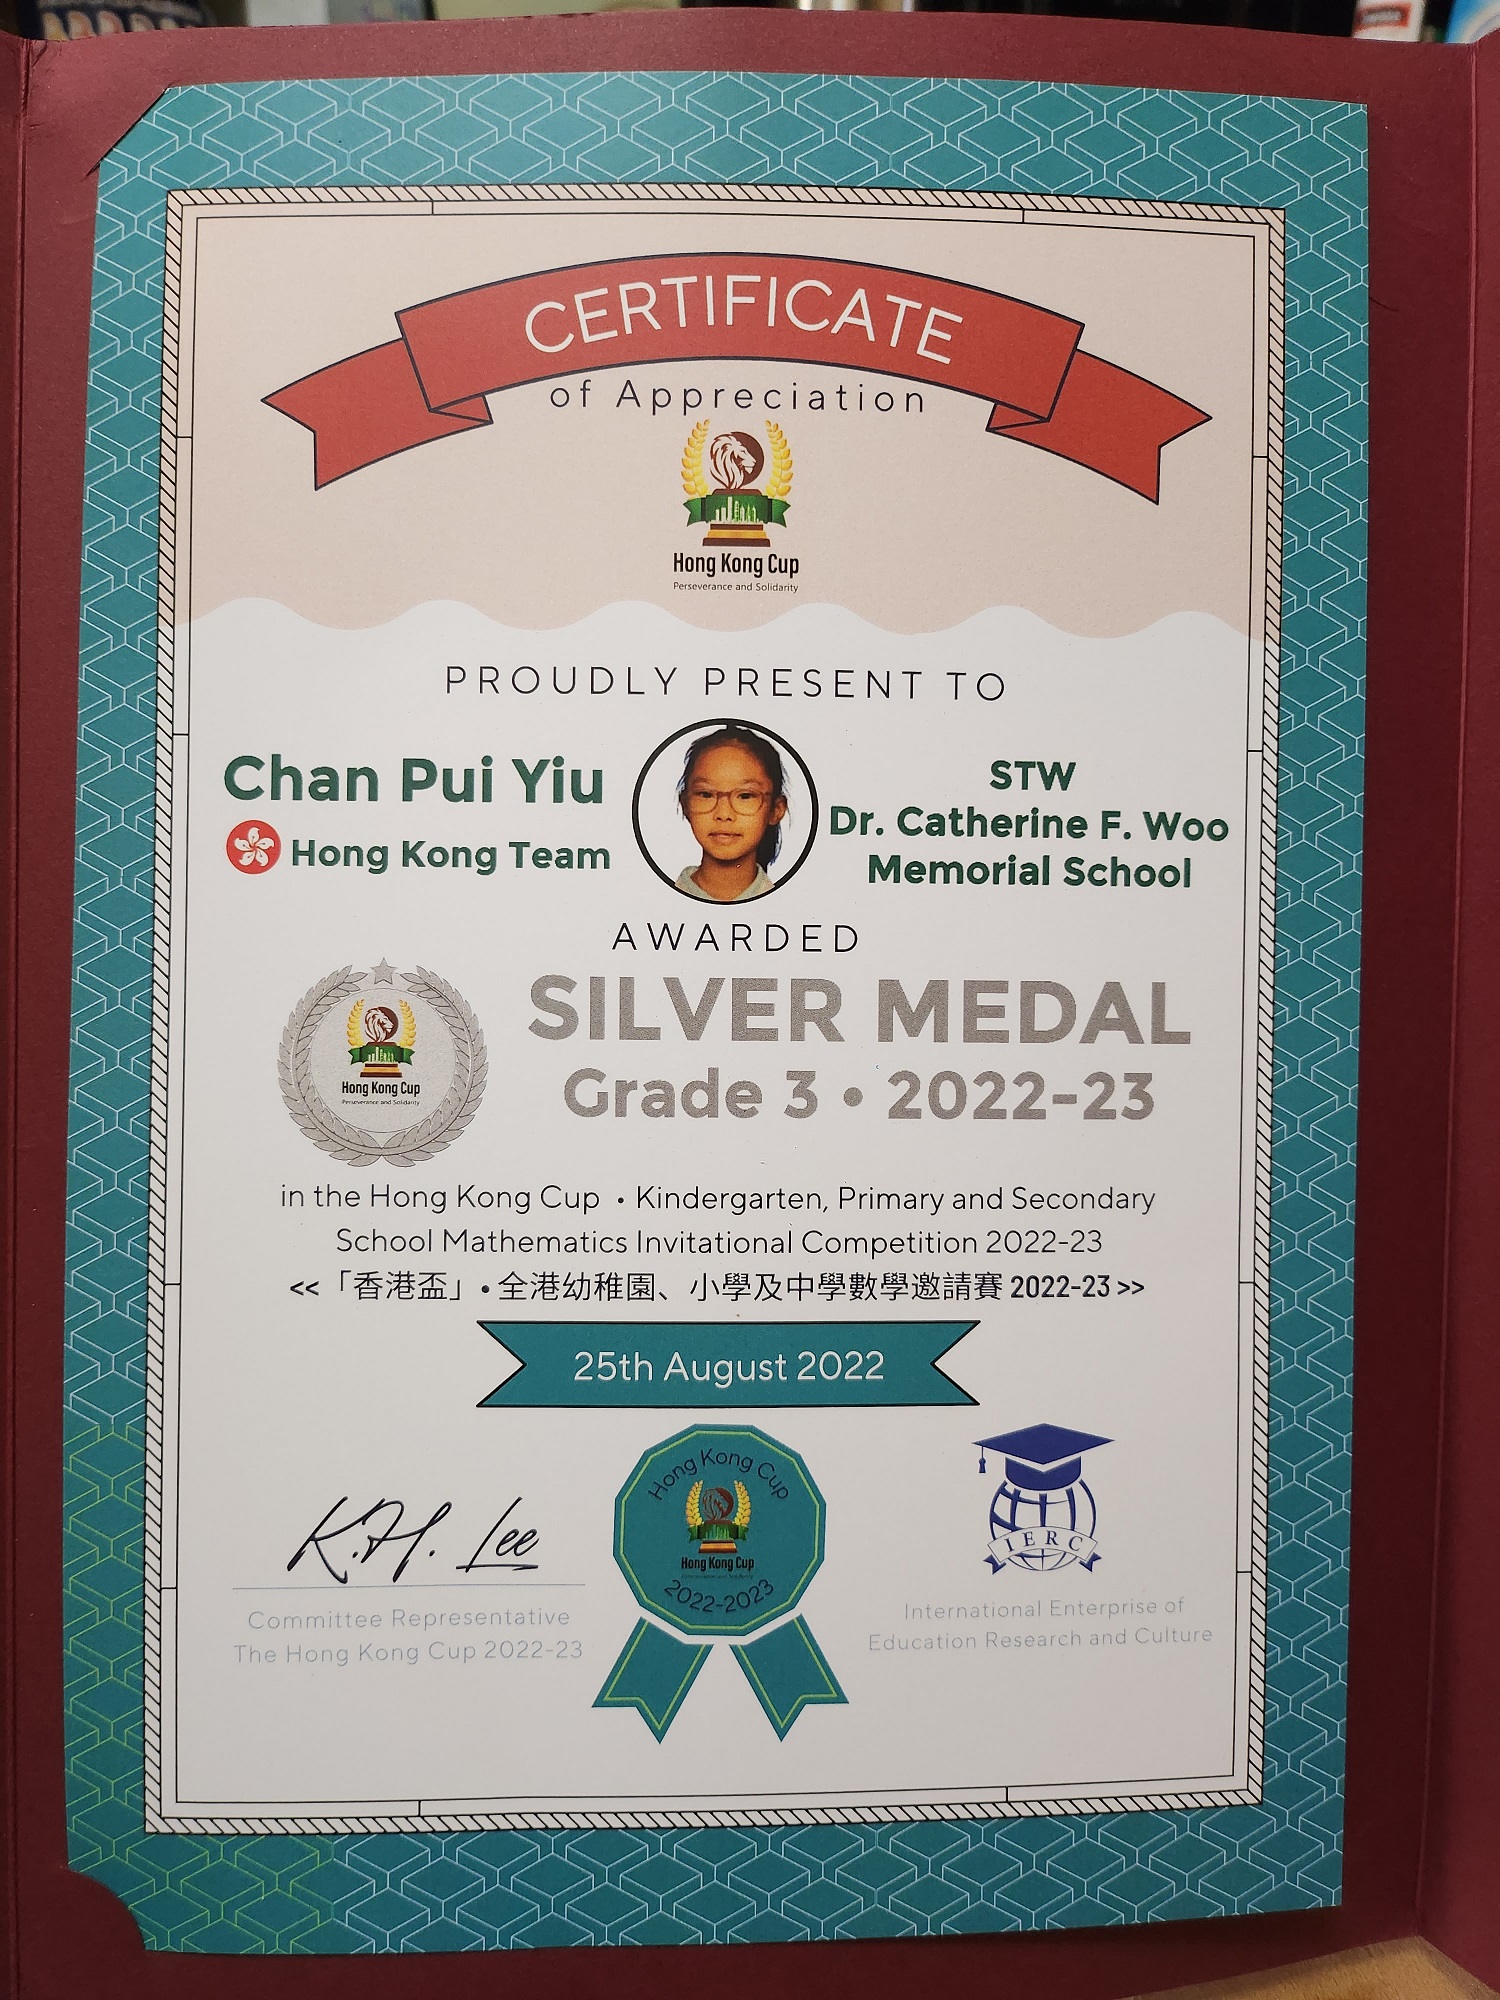 CERTIFICATE
of Appreciation
Hong Kong Cup
Perseverance and Solidarity
PROUDLY PRESENT TO
Chan Pui Yiu
Hong Kong Team
STW
Dr. Catherine F. Woo
Memorial School
AWARDED
SILVER MEDAL
Grade 3 • 2022-23
Hong Kong Cup
Perseverance and Solidarity
in the Hong Kong Cup • Kindergarten, Primary and Secondary
School Mathematics Invitational Competition 2022-23
<<「香港盃」• 全港幼稚園、小學及中學數學邀請賽 2022-23 >>
25th August 2022
K.H. Lee
Committee Representative
The Hong Kong Cup 2022-23
Hong Kong Cup
Hong Kong Cup
2022-2023
IERC
International Enterprise of
Education Research and Culture